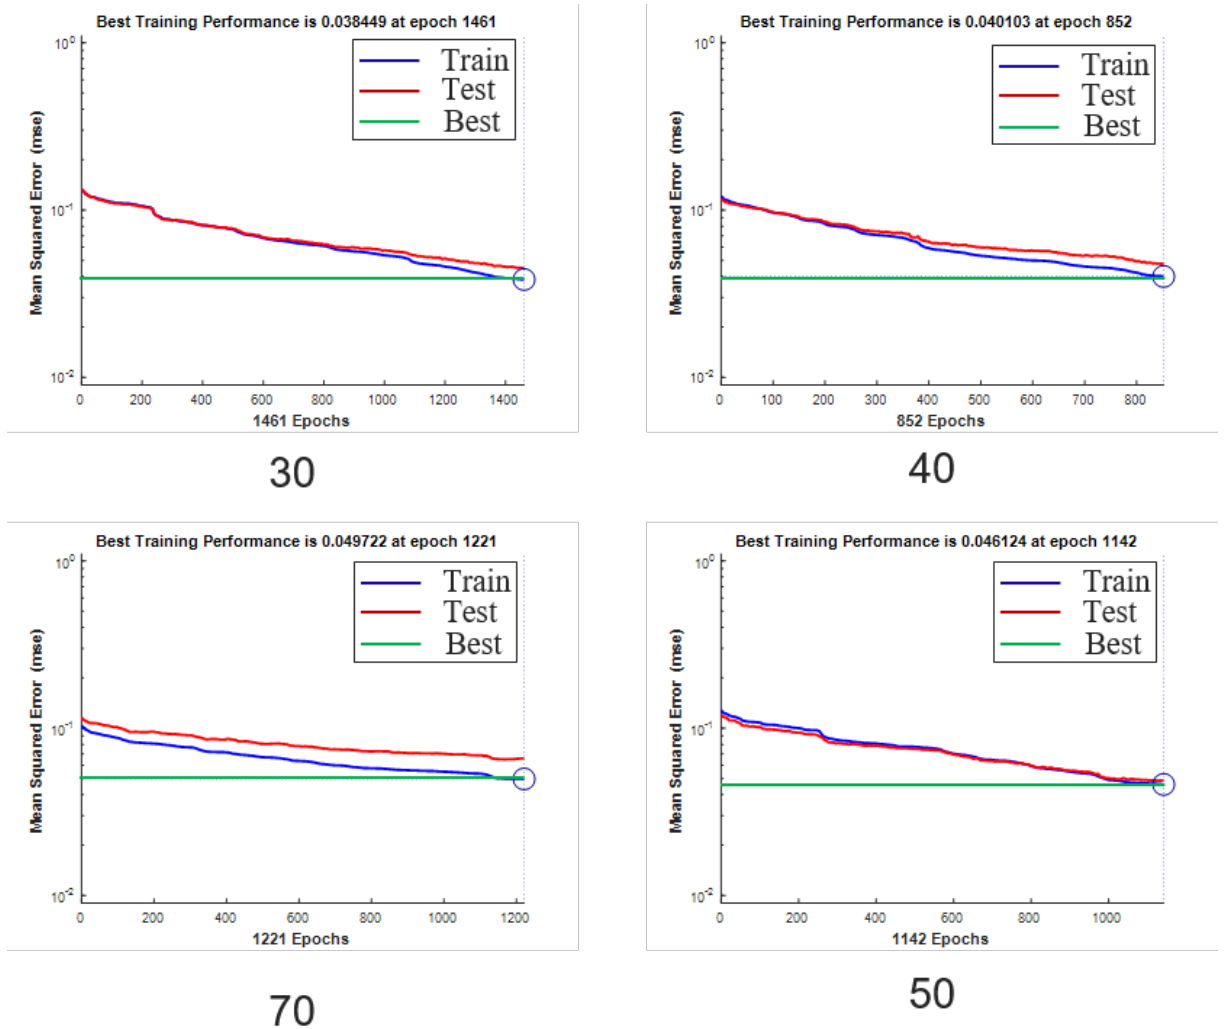 Best Training Performance is 0.038449 at epoch 1461
Mean Squared Error (mse)
10^0
10^-1
10^-2
Train
Test
Best
0 200 400 600 800 1000 1200 1400
1461 Epochs
30
Best Training Performance is 0.040103 at epoch 852
Mean Squared Error (mse)
10^0
10^-1
10^-2
Train
Test
Best
0 100 200 300 400 500 600 700 800
852 Epochs
40
Best Training Performance is 0.049722 at epoch 1221
Mean Squared Error (mse)
10^0
10^-1
10^-2
Train
Test
Best
0 200 400 600 800 1000 1200
1221 Epochs
70
Best Training Performance is 0.046124 at epoch 1142
Mean Squared Error (mse)
10^0
10^-1
10^-2
Train
Test
Best
0 200 400 600 800 1000
1142 Epochs
50